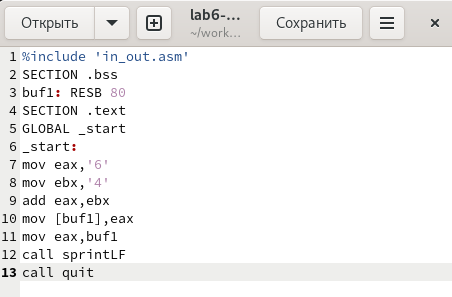 Открыть
lab6-...
~/work...
Сохранить
1 %include 'in_out.asm'
2 SECTION .bss
3 buf1: RESB 80
4 SECTION .text
5 GLOBAL _start
6 _start:
7 mov eax,'6'
8 mov ebx,'4'
9 add eax,ebx
10 mov [buf1],eax
11 mov eax,buf1
12 call sprintLF
13 call quit